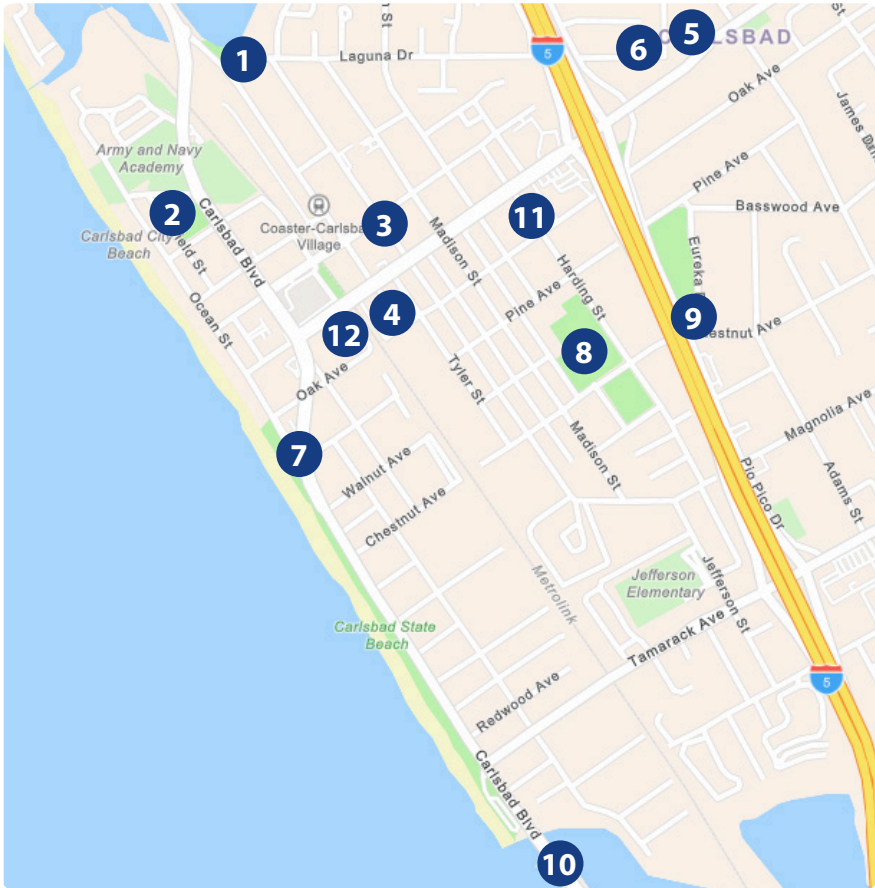 1
Laguna Dr
5
6
5
Oak Ave
James
Army and Navy
Academy
Pine Ave
2
Carlsbad Blvd
3
Madison St
11
Basswood Ave
Coaster-Carlsba
Village
Carlsbad City
Beach
Ocean St
Harding St
Eureka
4
Pine Ave
9
estnut Ave
12
8
Oak Ave
Tyler St
Magnolia Ave
7
Walnut Ave
Madison St
Pio Pico Dr
Adams St
Chestnut Ave
Metrolink
Jefferson
Elementary
Jefferson St
Carlsbad State
Beach
Tamarack Ave
5
Redwood Ave
Carlsbad Blvd
10